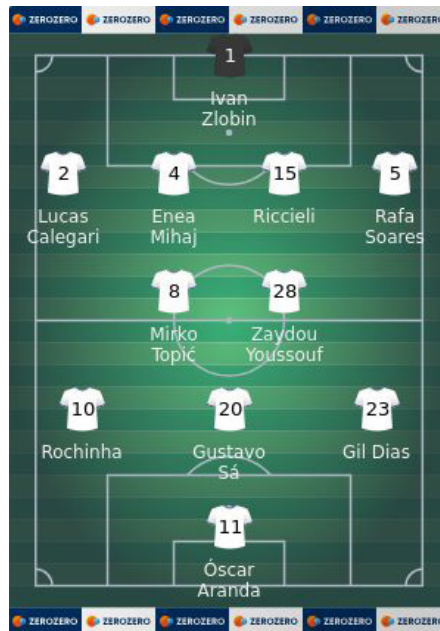 ZEROZERO ZEROZERO ZEROZERO ZEROZERO ZEROZERO ZEROZERO
1
Ivan
Zlobin
2 4 15 5
Lucas Enea Riccieli Rafa
Calegari Mihaj Soares
8 28
Mirko Zaydou
Topić Youssouf
10 20 23
Rochinha Gustavo Gil Dias
Sá
11
Óscar
Aranda
ZEROZERO ZEROZERO ZEROZERO ZEROZERO ZEROZERO ZEROZERO